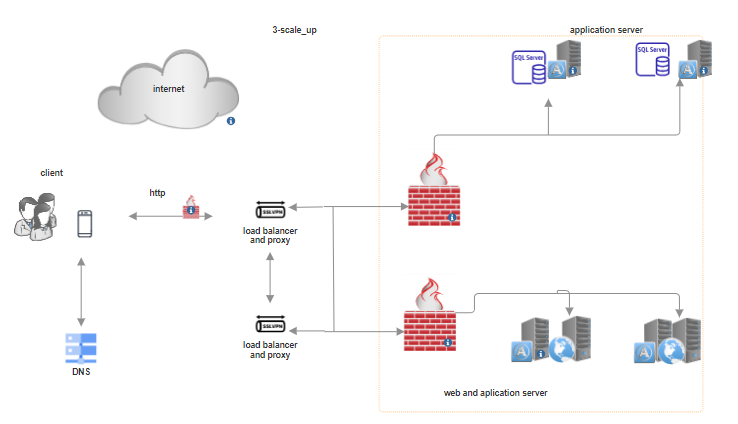 3-scale_up
application server
SQL Server
SQL Server
internet
client
http
SSLVPN
load balancer
and proxy
SSLVPN
load balancer
and proxy
DNS
web and aplication server